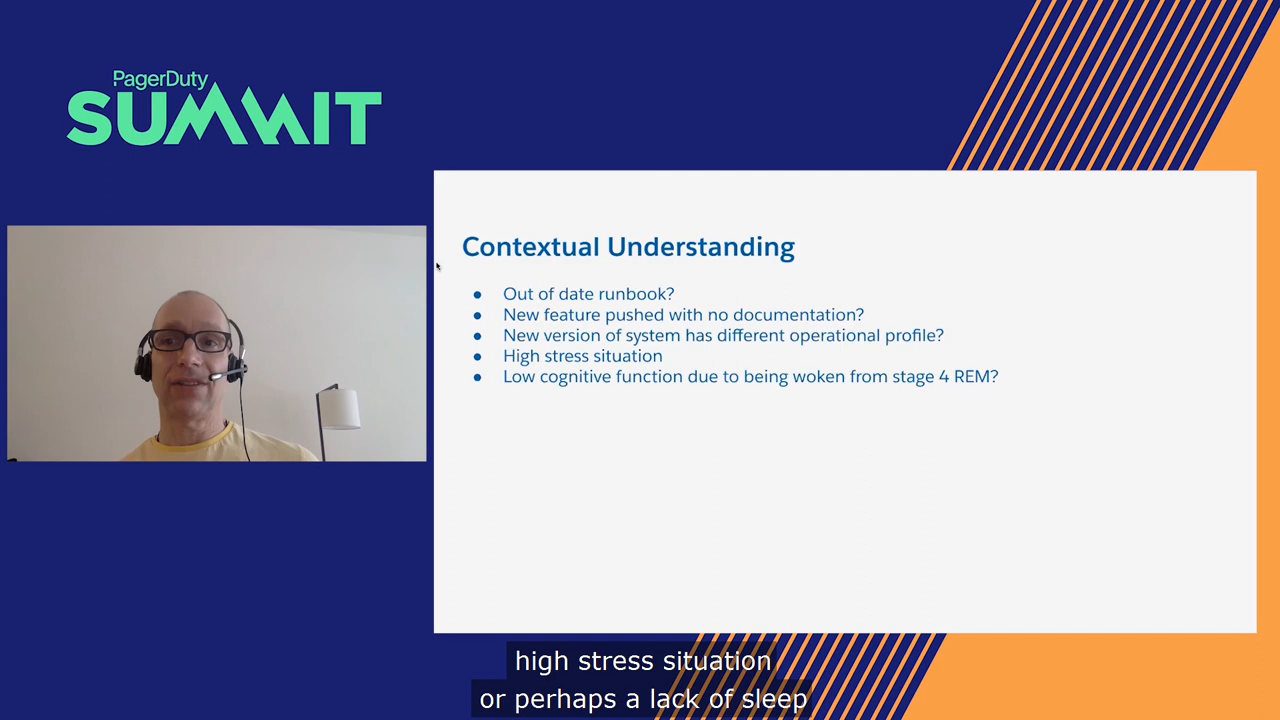 PagerDuty
SUMMIT
Contextual Understanding
● Out of date runbook?
● New feature pushed with no documentation?
● New version of system has different operational profile?
● High stress situation
● Low cognitive function due to being woken from stage 4 REM?
high stress situation
or perhaps a lack of sleep